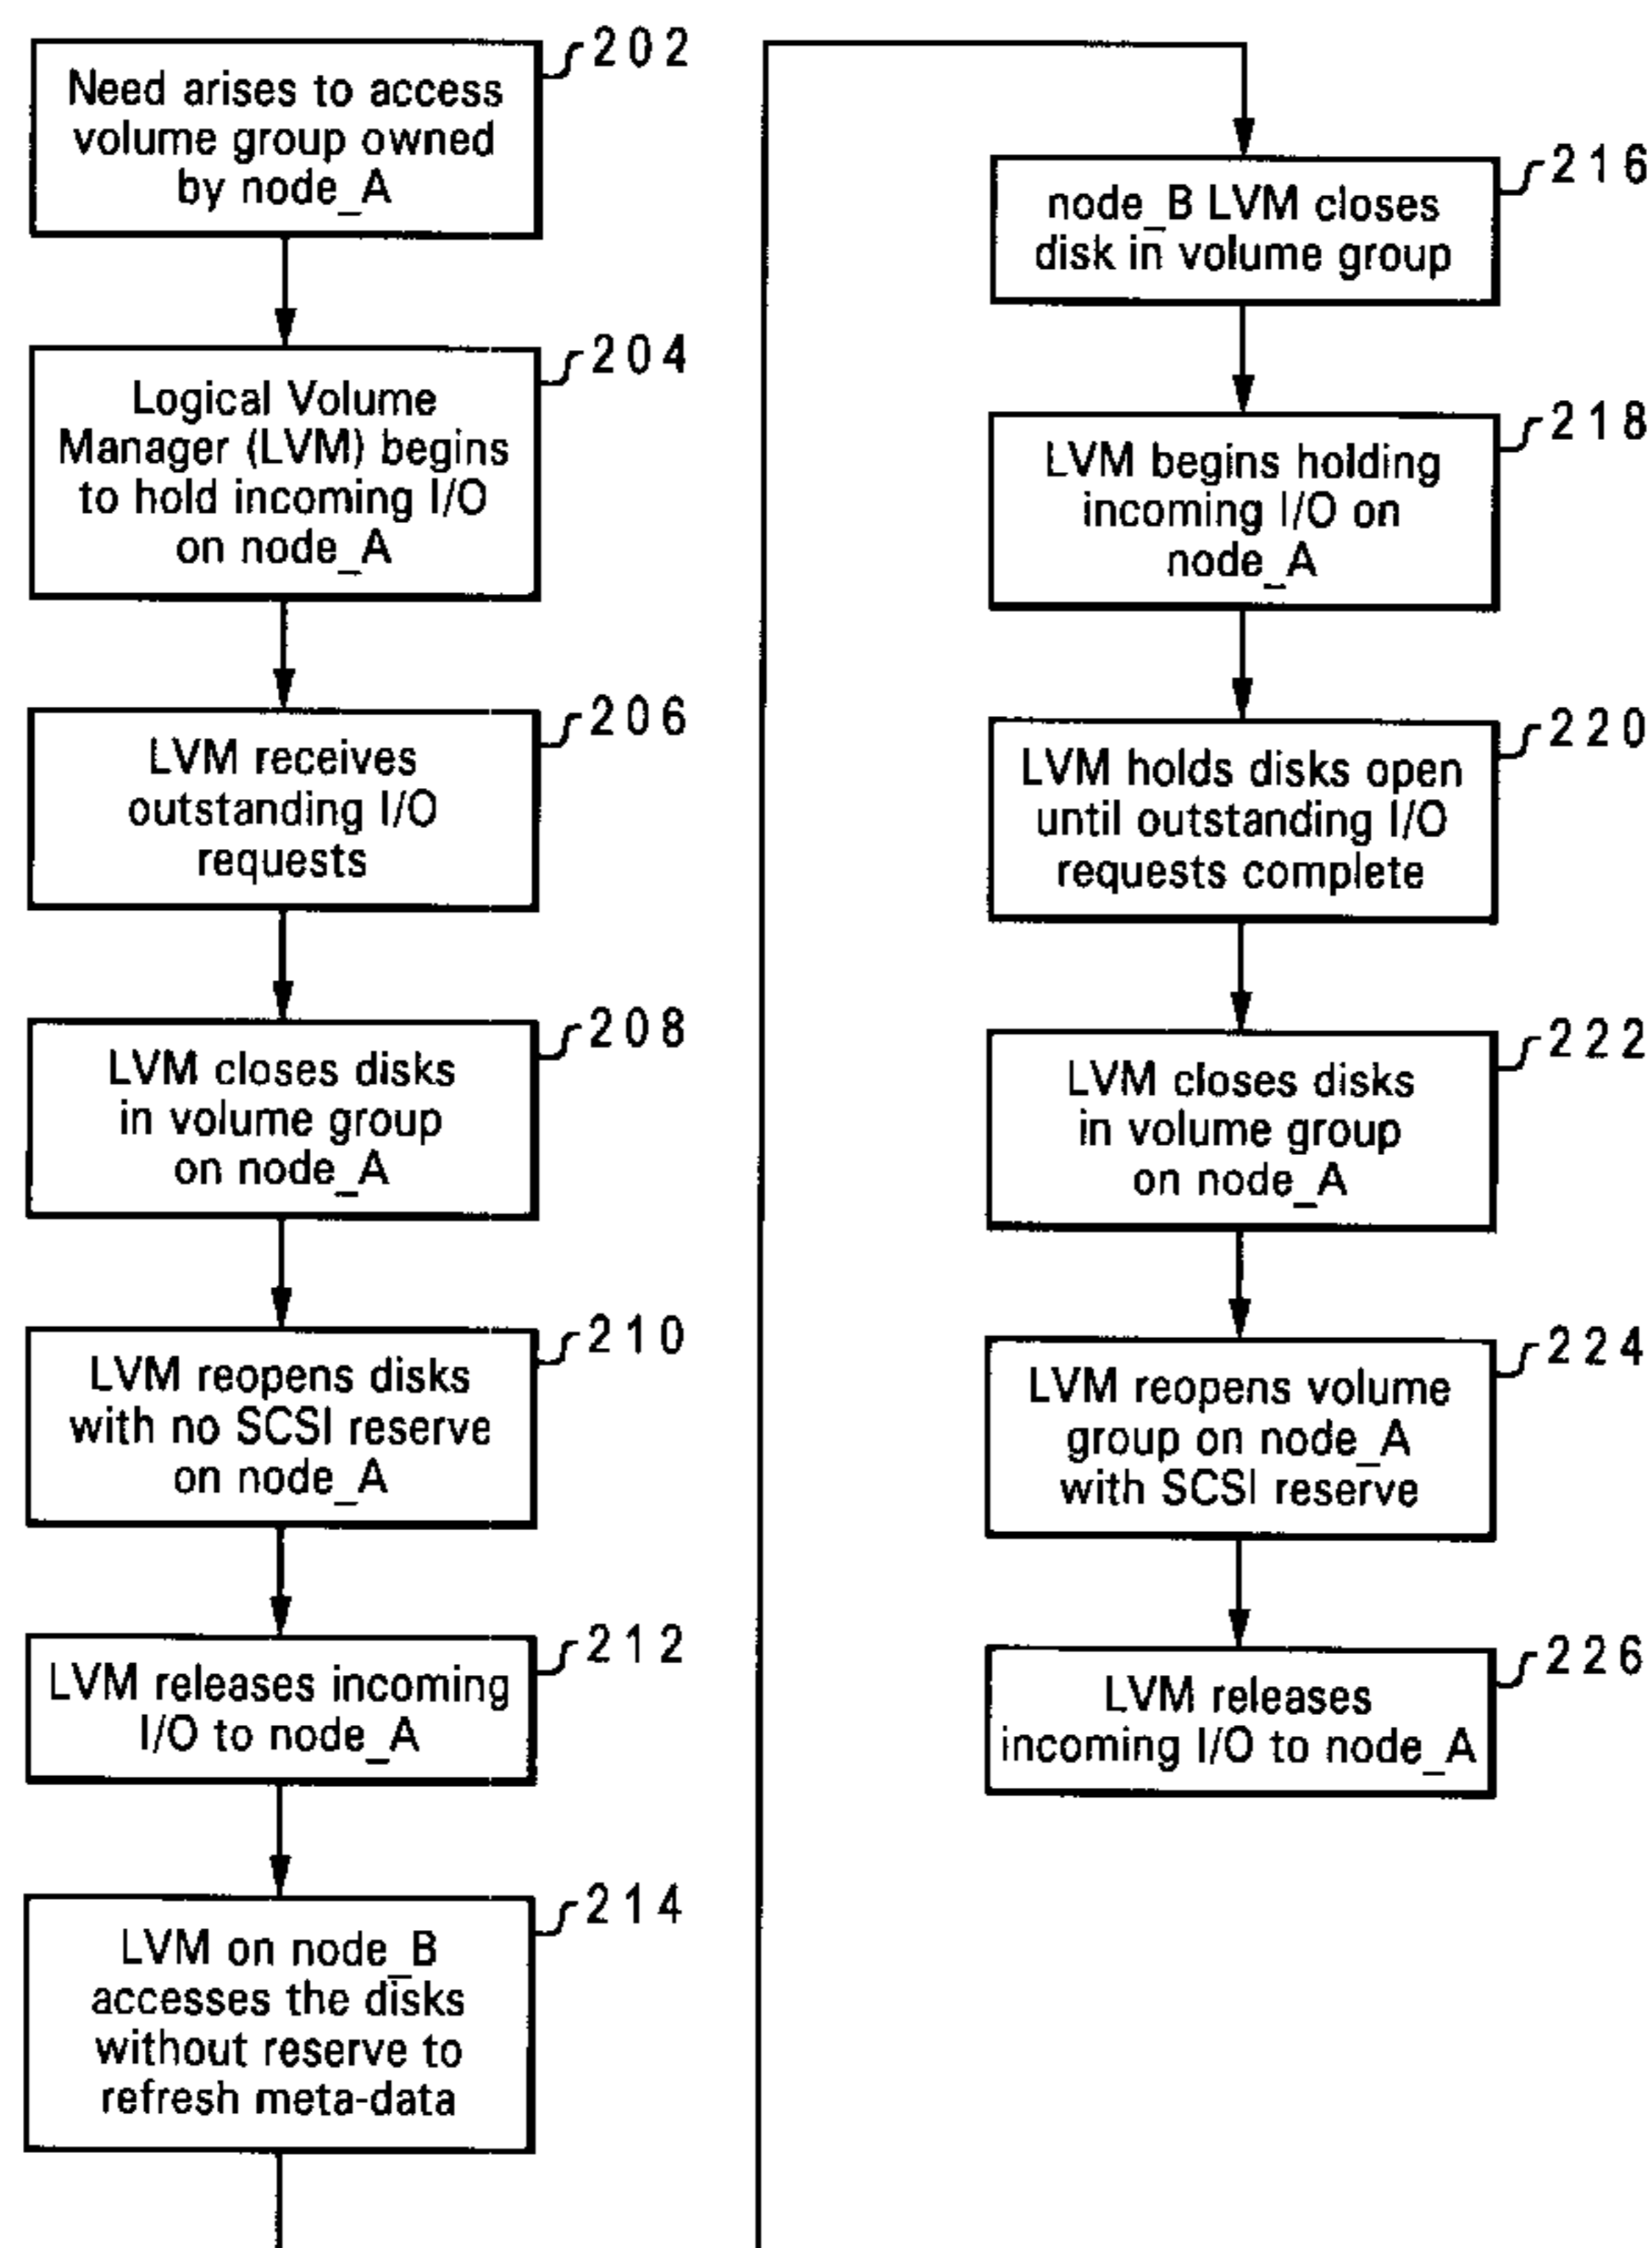 202
Need arises to access
volume group owned
by node_A
204
Logical Volume
Manager (LVM) begins
to hold incoming I/O
on node_A
206
LVM receives
outstanding I/O
requests
208
LVM closes disks
in volume group
on node_A
210
LVM reopens disks
with no SCSI reserve
on node_A
212
LVM releases incoming
I/O to node_A
214
LVM on node_B
accesses the disks
without reserve to
refresh meta-data
216
node_B LVM closes
disk in volume group
218
LVM begins holding
incoming I/O on
node_A
220
LVM holds disks open
until outstanding I/O
requests complete
222
LVM closes disks
in volume group
on node_A
224
LVM reopens volume
group on node_A
with SCSI reserve
226
LVM releases
incoming I/O to node_A